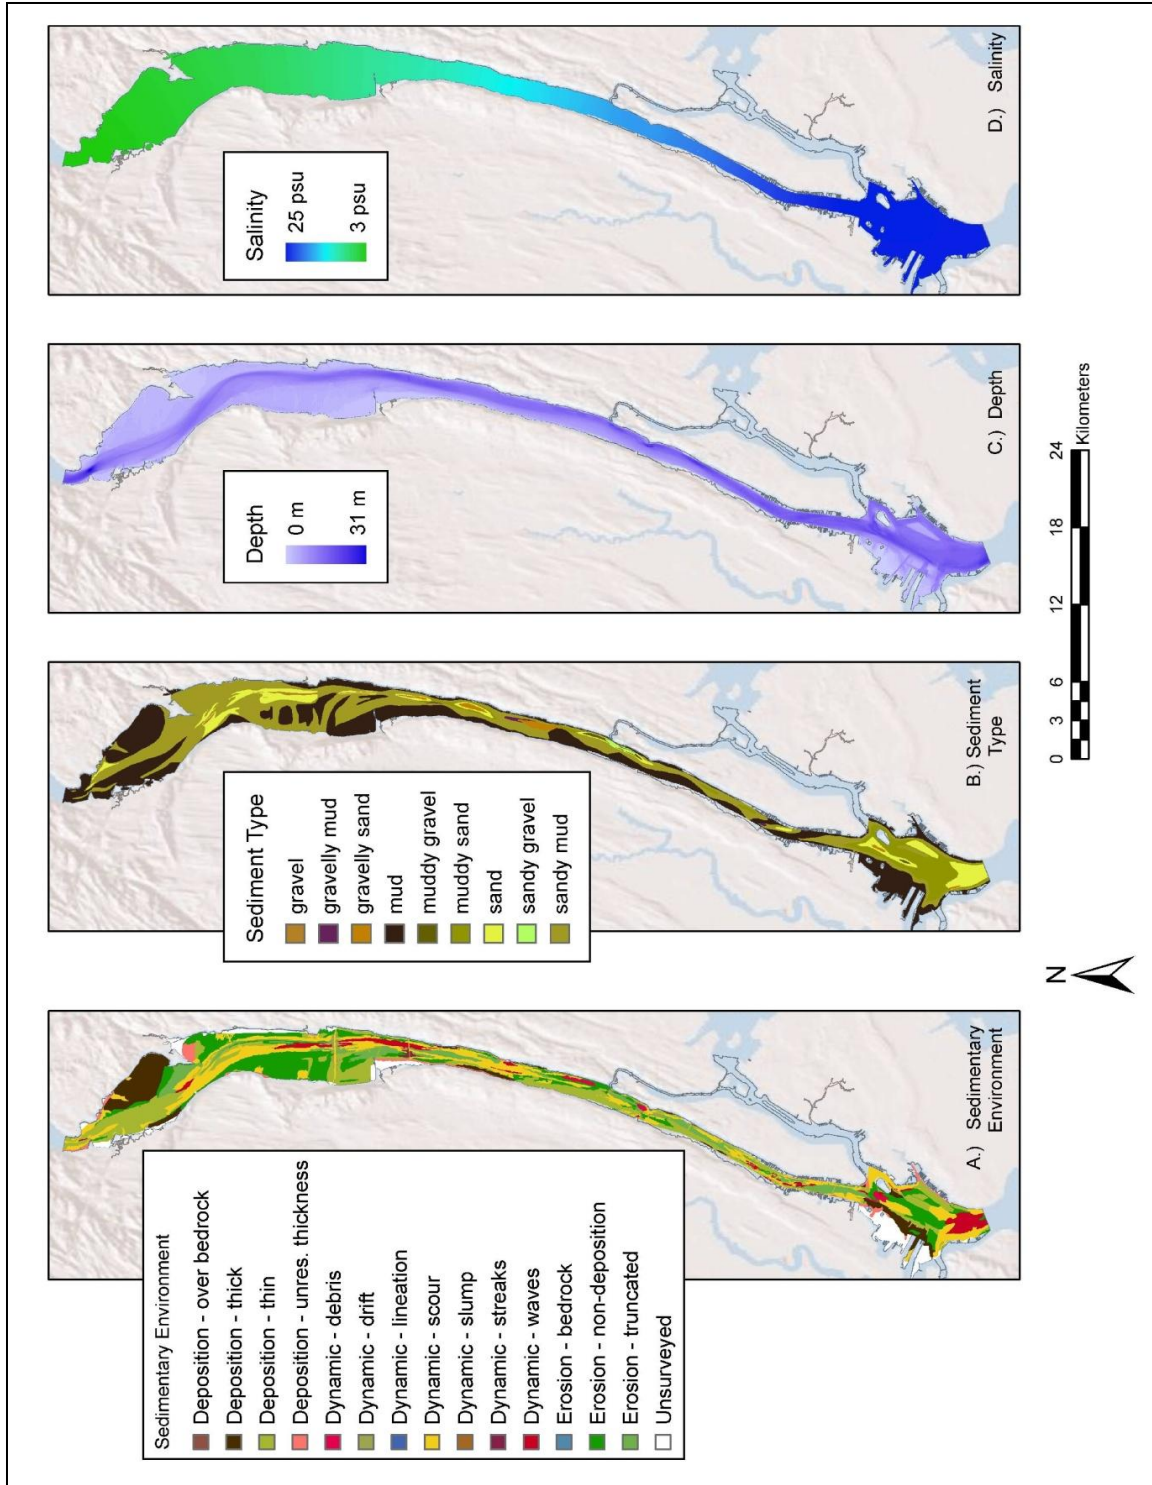 Sedimentary Environment
Deposition - over bedrock
Deposition - thick
Deposition - thin
Deposition - unres. thickness
Dynamic - debris
Dynamic - drift
Dynamic - lineation
Dynamic - scour
Dynamic - slump
Dynamic - streaks
Dynamic - waves
Erosion - bedrock
Erosion - non-deposition
Erosion - truncated
Unsurveyed
A.) Sedimentary
Environment
Sediment Type
gravel
gravelly mud
gravelly sand
mud
muddy gravel
muddy sand
sand
sandy gravel
sandy mud
B.) Sediment
Type
Depth
0 m
31 m
C.) Depth
Salinity
25 psu
3 psu
D.) Salinity
N
0 3 6 12 18 24
Kilometers